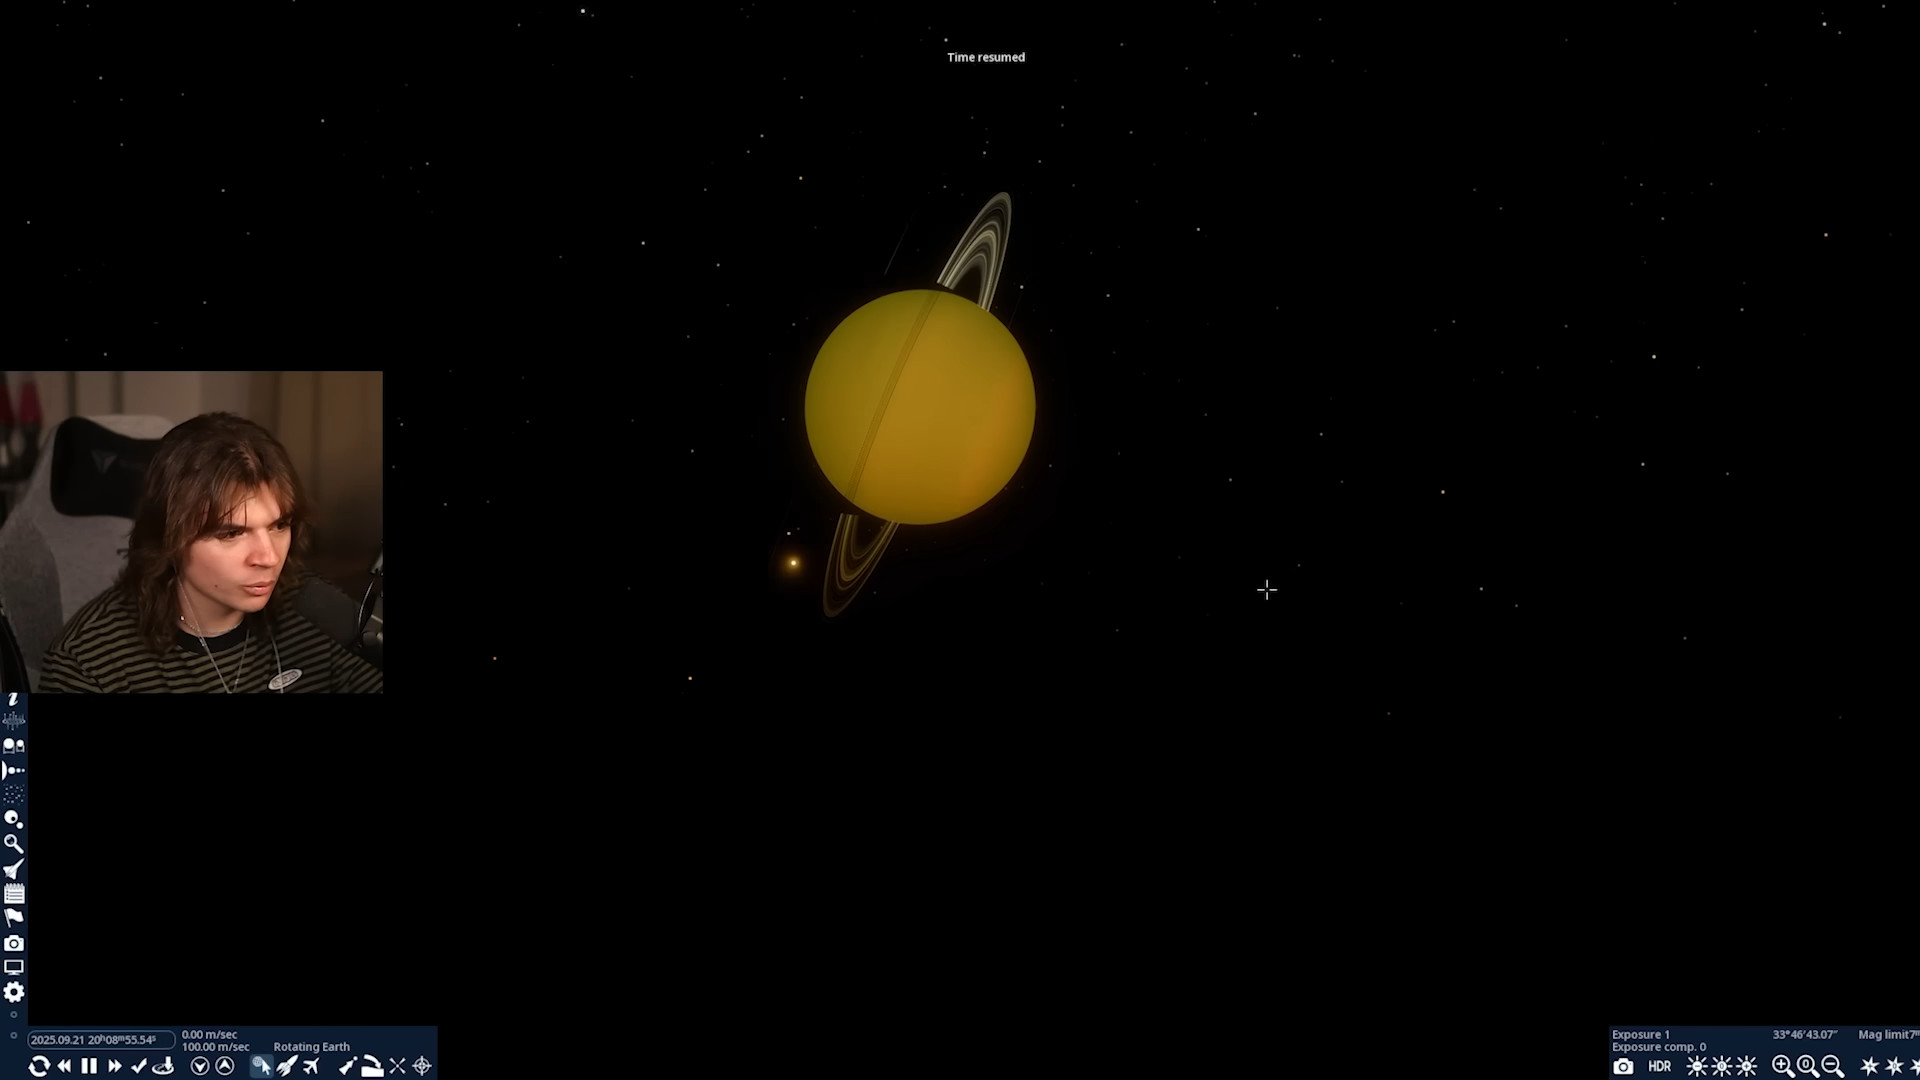 Time resumed
2025.09.21 20ʰ08ᵐ55.54ˢ
0.00 m/sec
100.00 m/sec
Rotating Earth
Exposure 1
Exposure comp. 0
33°46'43.07"
Mag limit7ᵐ
HDR